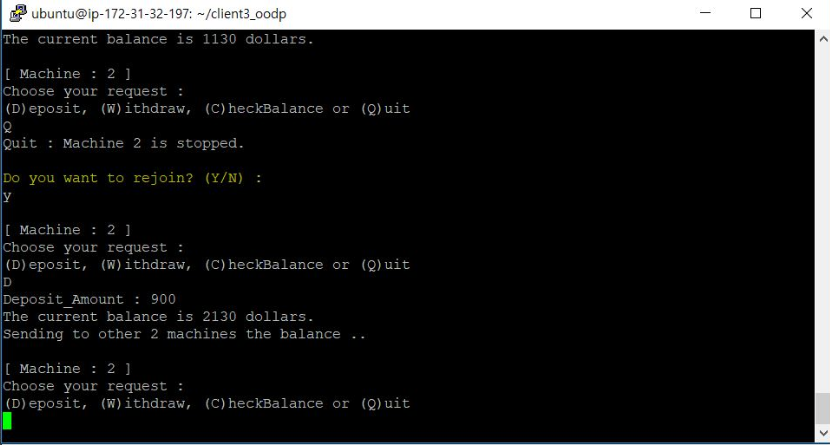 ubuntu@ip-172-31-32-197: ~/client3_oodp
The current balance is 1130 dollars.
[ Machine : 2 ]
Choose your request :
(D)eposit, (W)ithdraw, (C)heckBalance or (Q)uit
Q
Quit : Machine 2 is stopped.
Do you want to rejoin? (Y/N) :
y
[ Machine : 2 ]
Choose your request :
(D)eposit, (W)ithdraw, (C)heckBalance or (Q)uit
D
Deposit_Amount : 900
The current balance is 2130 dollars.
Sending to other 2 machines the balance ..
[ Machine : 2 ]
Choose your request :
(D)eposit, (W)ithdraw, (C)heckBalance or (Q)uit